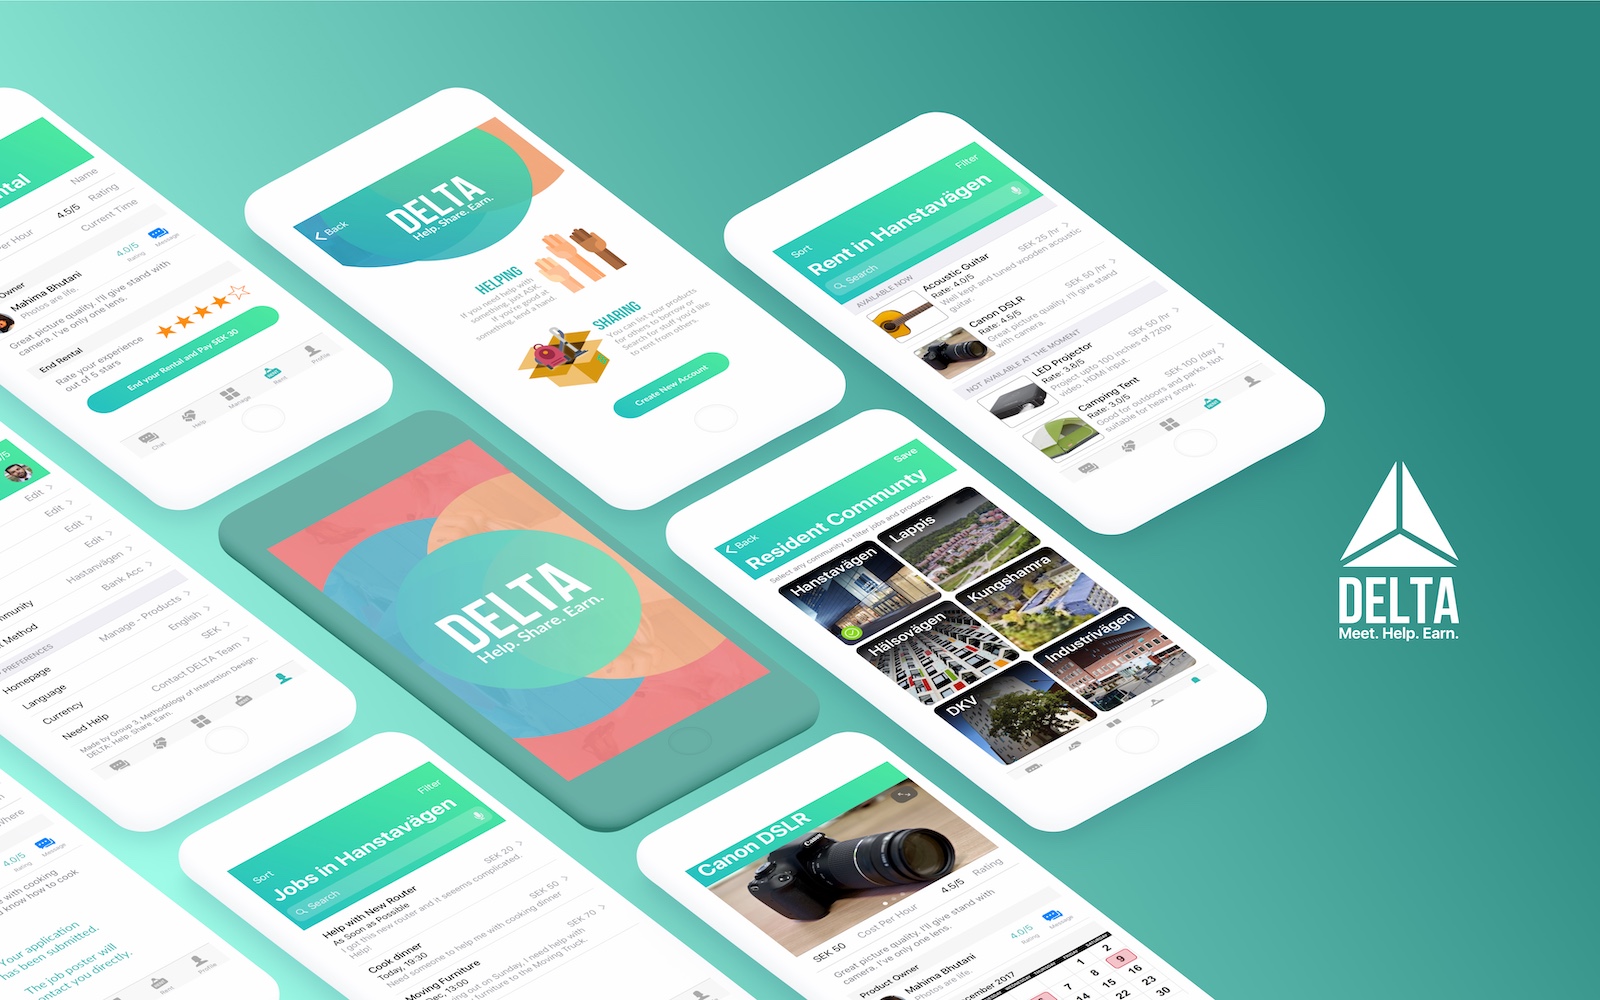 ntal
Name
4.5/5 Rating
Per Hour
Current Time
Owner
Mahima Bhutani
Photos are life.
4.0/5
Rating
Message
Great picture quality. I'll give stand with
camera. I've only one lens.
End Rental
Rate your experience
out of 5 stars
End your Rental and Pay SEK 30
Chat
Help
Manage
Rent
Profile
Back
DELTA
Help. Share. Earn.
HELPING
If you need help with
something, just ASK.
If you're good at
something, lend a hand.
SHARING
You can list your products
for others to borrow or
Search for stuff you'd like
to rent from others.
Create New Account
Sort
Filter
Rent in Hanstavägen
Search
AVAILABLE NOW
Acoustic Guitar
SEK 25 /hr
Rate: 4.0/5
Well kept and tuned wooden acoustic
guitar.
Canon DSLR
SEK 50 /hr
Rate: 4.5/5
Great picture quality. I'll give stand
with camera.
NOT AVAILABLE AT THE MOMENT
LED Projector
SEK 50 /hr
Rate: 3.8/5
Project upto 100 inches of 720p
video. HDMI input.
Camping Tent
SEK 100 /day
Rate: 3.0/5
Good for outdoors and parks. Not
suitable for heavy snow.
/5
Edit
Edit
Edit
Edit
Hastanvägen
mmunity
Bank Acc
Method
PREFERENCES
Homepage
Manage - Products
Language
English
Currency
SEK
Need Help
Contact DELTA Team
Made by Group 3, Methodology of Interaction Design.
DELTA: Help. Share. Earn.
DELTA
Help. Share. Earn.
Back
Save
Resident Communty
Select any community to filter jobs and products.
Hanstavägen
Lappis
Hälsovägen
Kungshamra
DKV
Industrivägen
DELTA
Meet. Help. Earn.
where
4.0/5
Rating
Message
s with cooking
d know how to cook
Your application
has been submitted.
The job poster will
contact you directly.
Rent
Profile
Sort
Filter
Jobs in Hanstavägen
Search
Help with New Router
SEK 20
As Soon as Possible
I got this new router and it seeems complicated.
Help!
Cook dinner
SEK 50
Today, 19:30
Need someone to help me with cooking dinner
Moving Furniture
SEK 70
Dec, 13:00
ing out on Sunday, I need help with
furniture to the Moving Truck.
Canon DSLR
Canon
SEK 50
Cost Per Hour
4.5/5
Rating
Great picture quality. I'll give stand with
camera. I've only one lens.
Product Owner
Mahima Bhutani
Photos are life.
4.0/5
Rating
Message
cember 2017
1 2
7 8 9
14 15 16
22 23
30